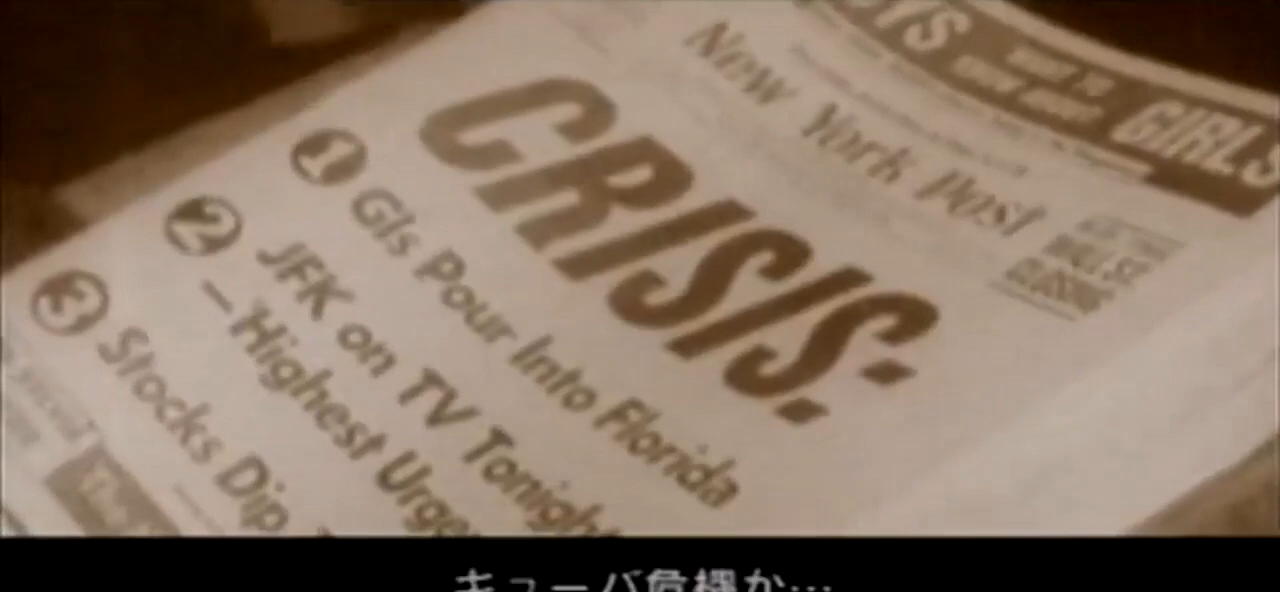 GIRLS
New York Post
CRISIS:
1 GIs Pour Into Florida
2 JFK on TV Tonight
—'Highest Urge
3 Stocks Dip
The
キューバ危機か…